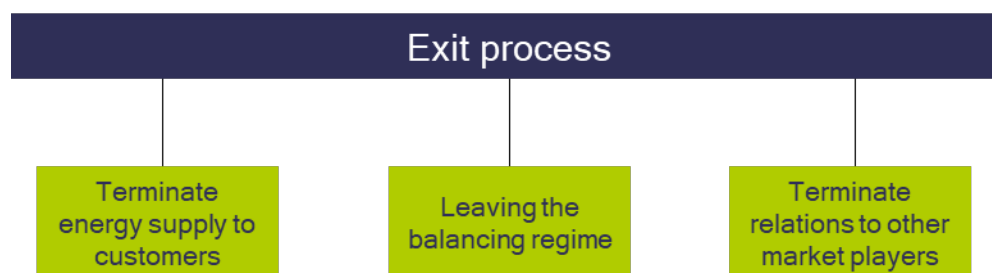 Exit process
Terminate
energy supply to
customers
Leaving the
balancing regime
Terminate
relations to other
market players